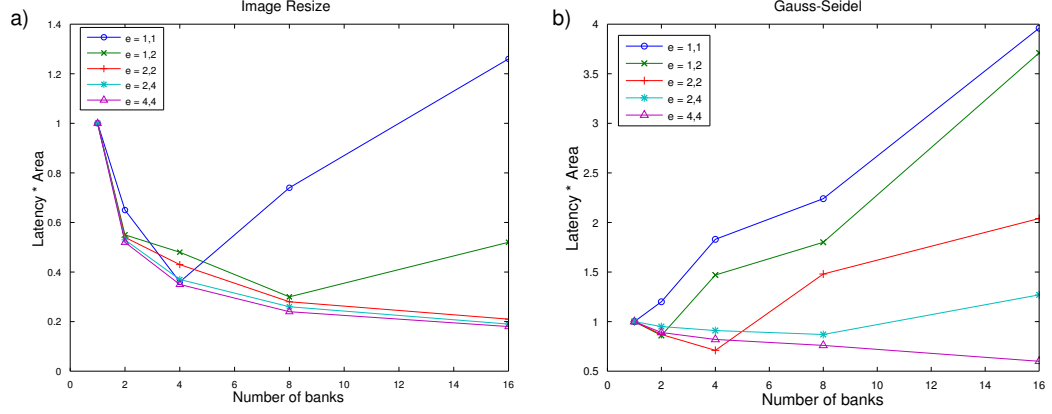 a)
Image Resize
Latency * Area
1.4
1.2
1
0.8
0.6
0.4
0.2
0
e = 1,1
e = 1,2
e = 2,2
e = 2,4
e = 4,4
0 2 4 6 8 10 12 14 16
Number of banks
b)
Gauss-Seidel
Latency * Area
4
3.5
3
2.5
2
1.5
1
0.5
e = 1,1
e = 1,2
e = 2,2
e = 2,4
e = 4,4
16 2 4 6 8 10 12 14 16
Number of banks